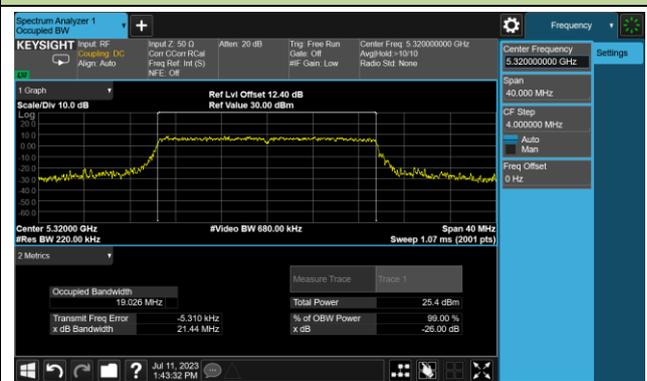 Spectrum Analyzer 1
Occupied BW
Frequency
KEYSIGHT
Input: RF
Coupling: DC
Align: Auto
Input Z: 50 Ω
Corr CCorr RCal
Freq Ref: Int (S)
NFE: Off
Atten: 20 dB
Trig: Free Run
Gate: Off
#IF Gain: Low
Center Freq: 5.320000000 GHz
Avg|Hold:>10/10
Radio Std: None
LXI
1 Graph
Scale/Div 10.0 dB
Ref Lvl Offset 12.40 dB
Ref Value 30.00 dBm
Log
20.0
10.0
0.00
-10.0
-20.0
-30.0
-40.0
-50.0
-60.0
Center 5.32000 GHz
#Res BW 220.00 kHz
#Video BW 680.00 kHz
Span 40 MHz
Sweep 1.07 ms (2001 pts)
2 Metrics
Measure Trace
Trace 1
Occupied Bandwidth
19.026 MHz
Total Power
25.4 dBm
Transmit Freq Error
-5.310 kHz
% of OBW Power
99.00 %
x dB Bandwidth
21.44 MHz
x dB
-26.00 dB
Jul 11, 2023
1:43:32 PM
Center Frequency
5.320000000 GHz
Settings
Span
40.000 MHz
CF Step
4.000000 MHz
Auto
Man
Freq Offset
0 Hz